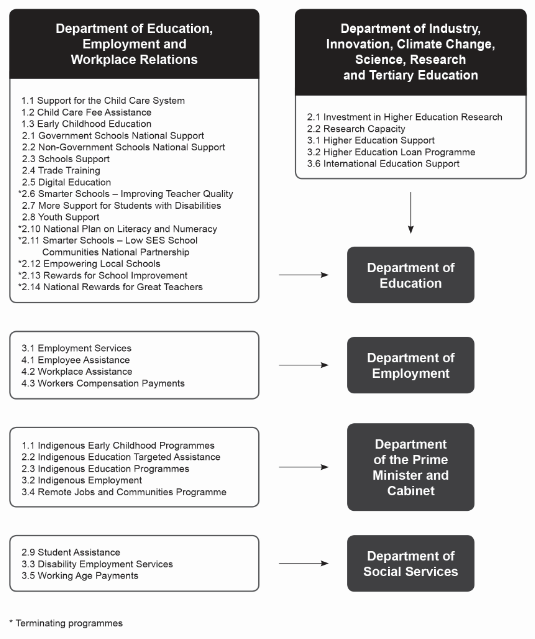 Department of Education,
Employment and
Workplace Relations
1.1 Support for the Child Care System
1.2 Child Care Fee Assistance
1.3 Early Childhood Education
2.1 Government Schools National Support
2.2 Non-Government Schools National Support
2.3 Schools Support
2.4 Trade Training
2.5 Digital Education
*2.6 Smarter Schools – Improving Teacher Quality
2.7 More Support for Students with Disabilities
2.8 Youth Support
*2.10 National Plan on Literacy and Numeracy
*2.11 Smarter Schools – Low SES School
Communities National Partnership
*2.12 Empowering Local Schools
*2.13 Rewards for School Improvement
*2.14 National Rewards for Great Teachers
Department of Industry,
Innovation, Climate Change,
Science, Research
and Tertiary Education
2.1 Investment in Higher Education Research
2.2 Research Capacity
3.1 Higher Education Support
3.2 Higher Education Loan Programme
3.6 International Education Support
Department of
Education
3.1 Employment Services
4.1 Employee Assistance
4.2 Workplace Assistance
4.3 Workers Compensation Payments
Department of
Employment
1.1 Indigenous Early Childhood Programmes
2.2 Indigenous Education Targeted Assistance
2.3 Indigenous Education Programmes
3.2 Indigenous Employment
3.4 Remote Jobs and Communities Programme
Department
of the Prime
Minister and
Cabinet
2.9 Student Assistance
3.3 Disability Employment Services
3.5 Working Age Payments
Department of
Social Services
* Terminating programmes